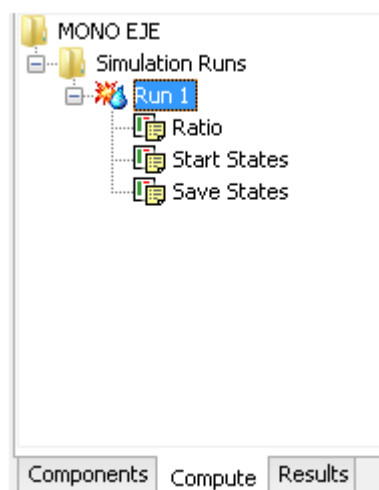 MONO EJE
Simulation Runs
Run 1
Ratio
Start States
Save States
Components Compute Results